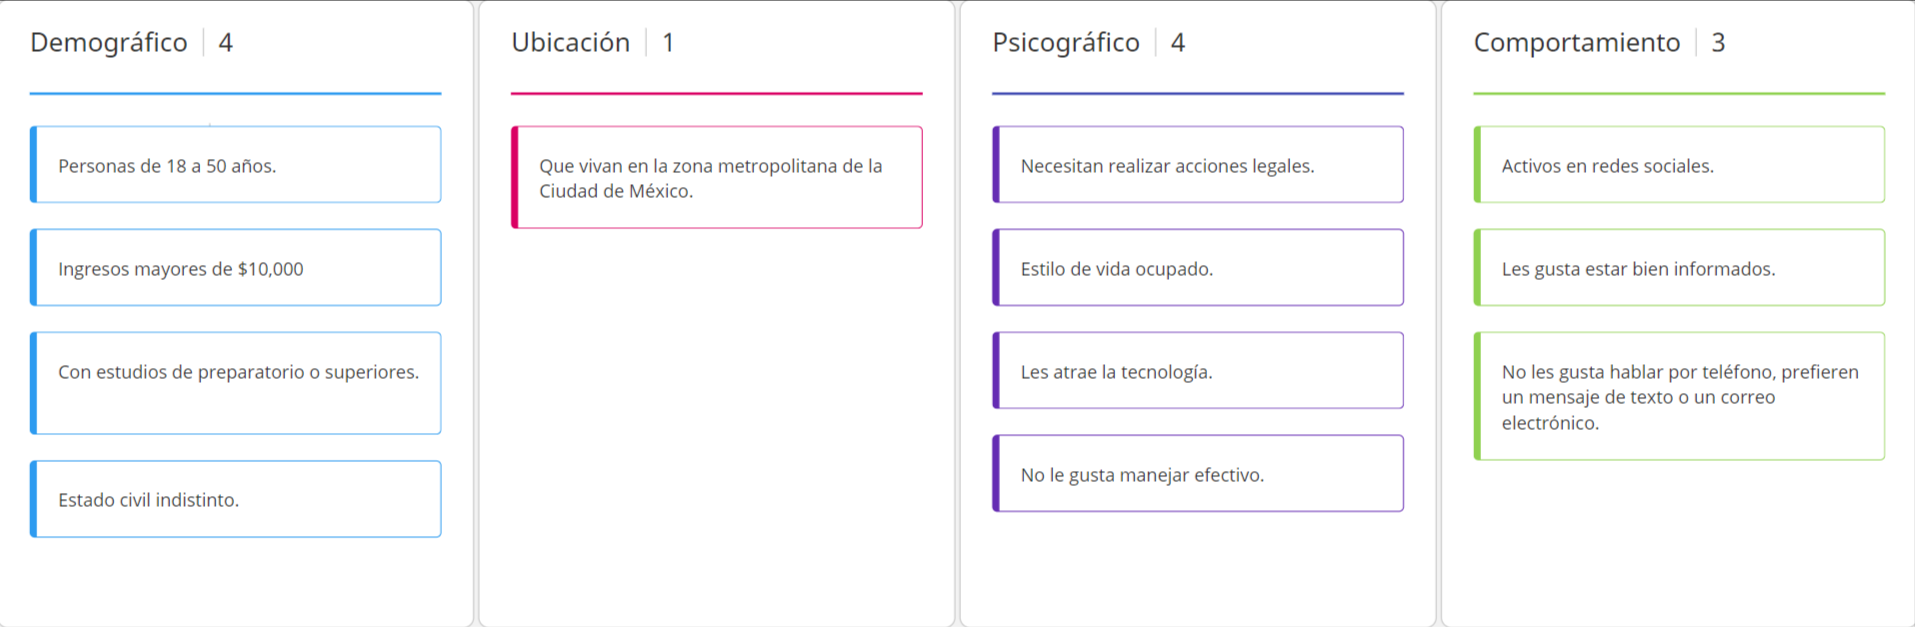 Demográfico | 4
Personas de 18 a 50 años.
Ingresos mayores de $10,000
Con estudios de preparatorio o superiores.
Estado civil indistinto.
Ubicación | 1
Que vivan en la zona metropolitana de la
Ciudad de México.
Psicográfico | 4
Necesitan realizar acciones legales.
Estilo de vida ocupado.
Les atrae la tecnología.
No le gusta manejar efectivo.
Comportamiento | 3
Activos en redes sociales.
Les gusta estar bien informados.
No les gusta hablar por teléfono, prefieren
un mensaje de texto o un correo
electrónico.